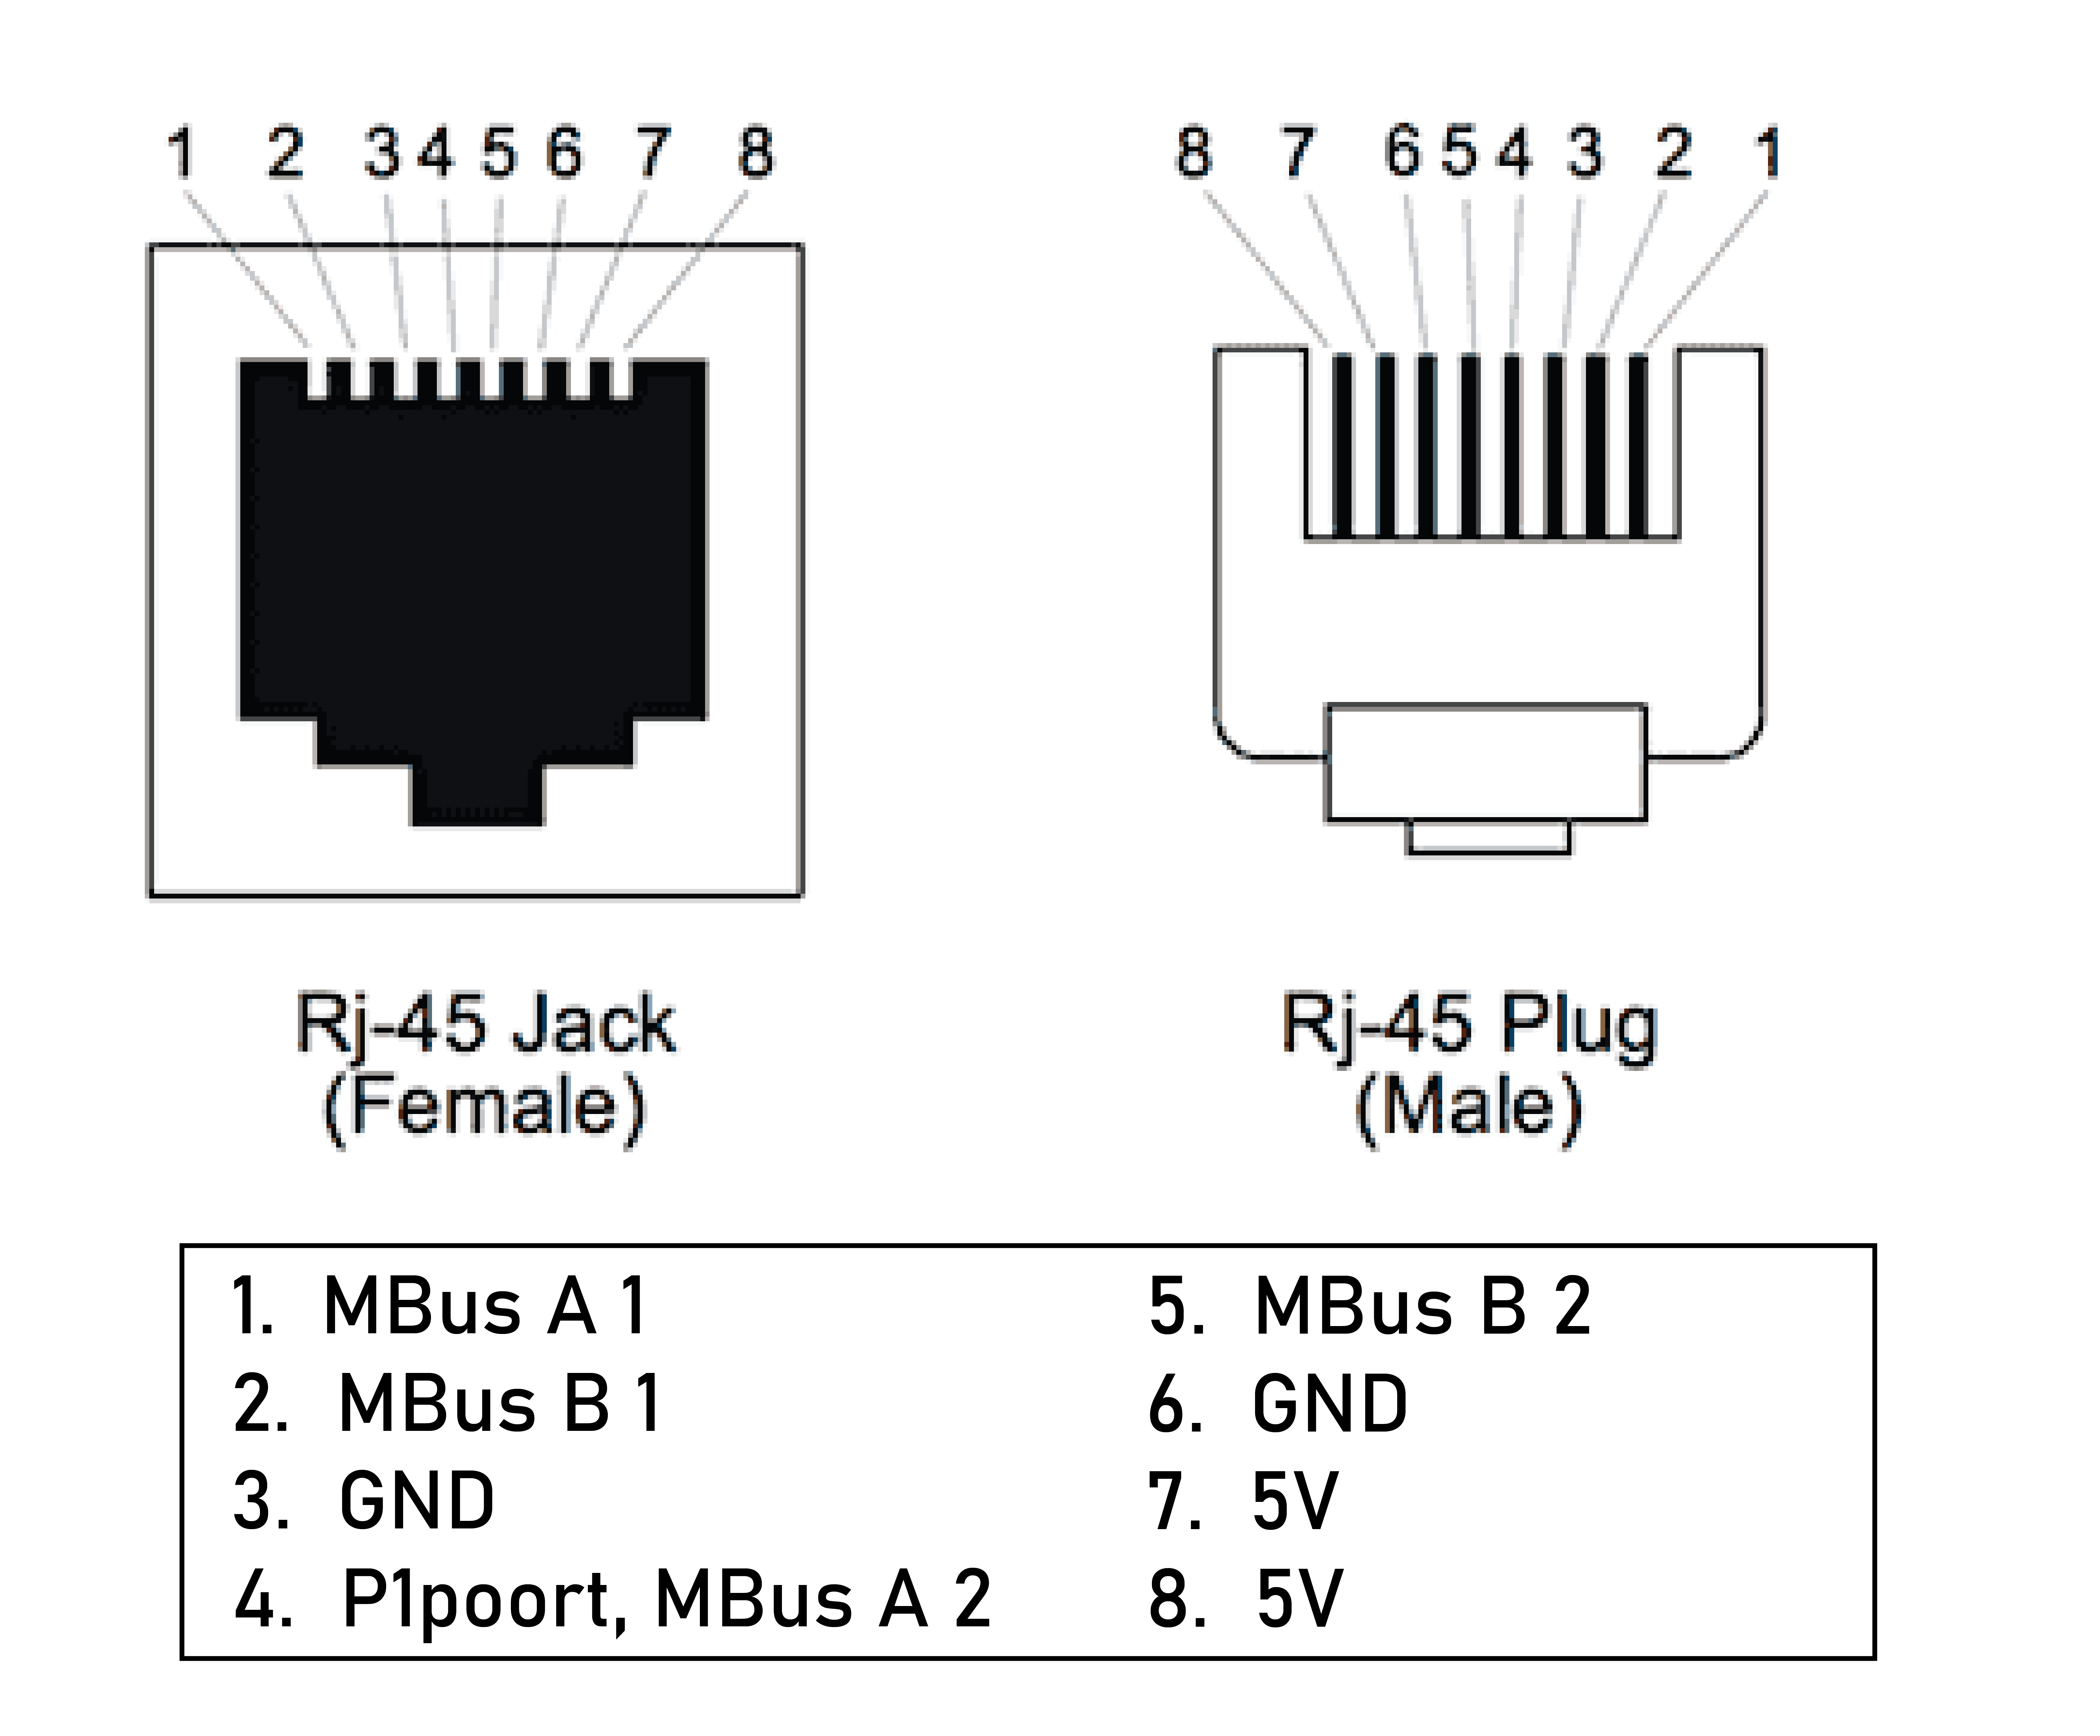 1 2 3 4 5 6 7 8
8 7 6 5 4 3 2 1
Rj-45 Jack
(Female)
Rj-45 Plug
(Male)
1. MBus A 1
2. MBus B 1
3. GND
4. P1poort, MBus A 2
5. MBus B 2
6. GND
7. 5V
8. 5V